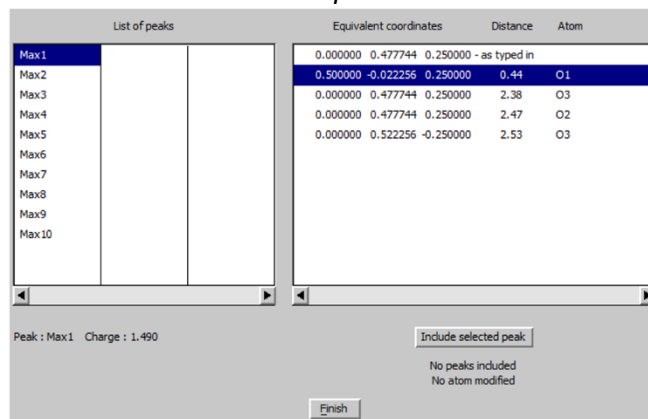 List of peaks
Equivalent coordinates Distance Atom
Max1
Max2
Max3
Max4
Max5
Max6
Max7
Max8
Max9
Max10
0.000000 0.477744 0.250000 - as typed in
0.500000 -0.022256 0.250000 0.44 O1
0.000000 0.477744 0.250000 2.38 O3
0.000000 0.477744 0.250000 2.47 O2
0.000000 0.522256 -0.250000 2.53 O3
Peak : Max1 Charge : 1.490
Include selected peak
No peaks included
No atom modified
Finish